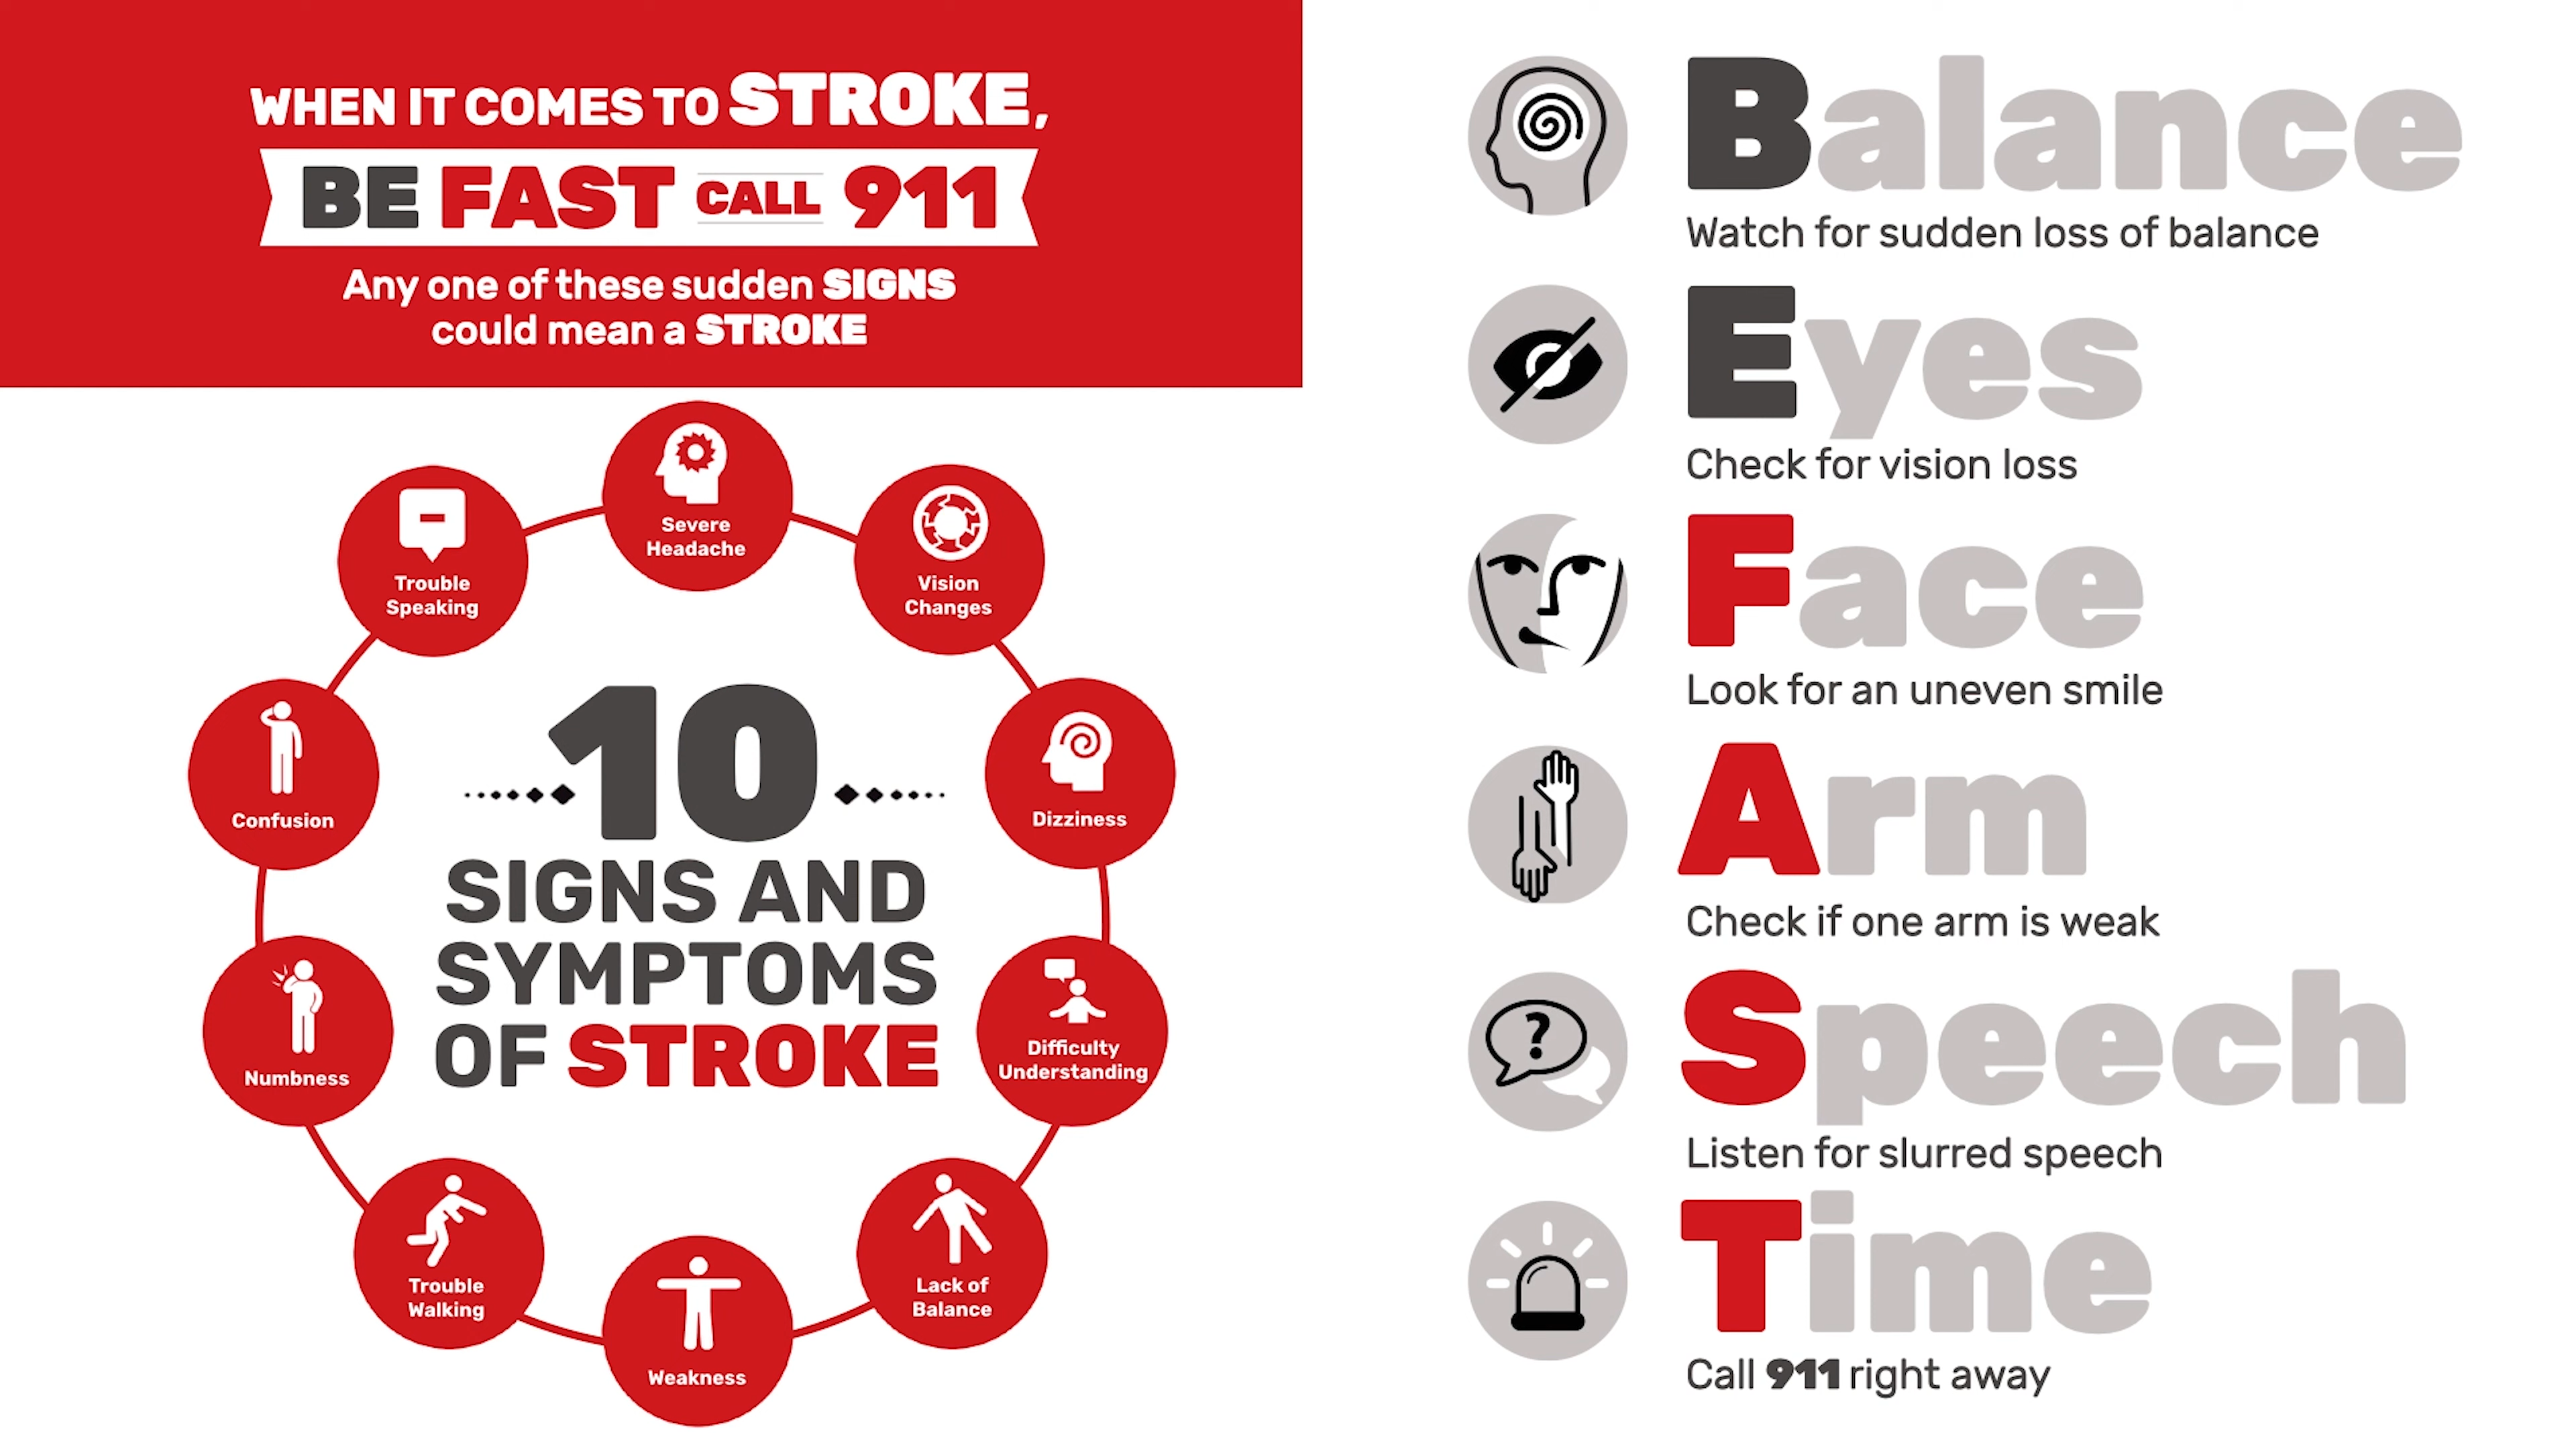 WHEN IT COMES TO STROKE,
BE FAST CALL 911
Any one of these sudden SIGNS
could mean a STROKE
Severe
Headache
Vision
Changes
Dizziness
Difficulty
Understanding
Lack of
Balance
Weakness
Trouble
Walking
Numbness
Confusion
Trouble
Speaking
10
SIGNS AND
SYMPTOMS
OF STROKE
Balance
Watch for sudden loss of balance
Eyes
Check for vision loss
Face
Look for an uneven smile
Arm
Check if one arm is weak
?
Speech
Listen for slurred speech
Time
Call 911 right away